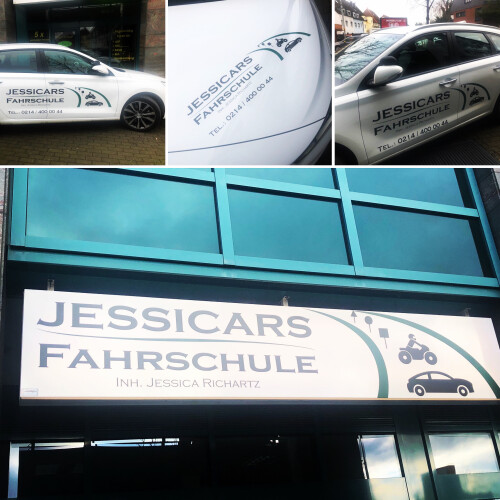 JESSICARS
FAHRSCHULE
TEL.: 0214 / 400 00 44
JESSICARS
FAHRSCHULE
TEL.: 0214 / 400 00 44
JESSICARS
FAHRSCHULE
TEL.: 0214 / 400 00 44
JESSICARS
FAHRSCHULE
INH. JESSICA RICHARTZ